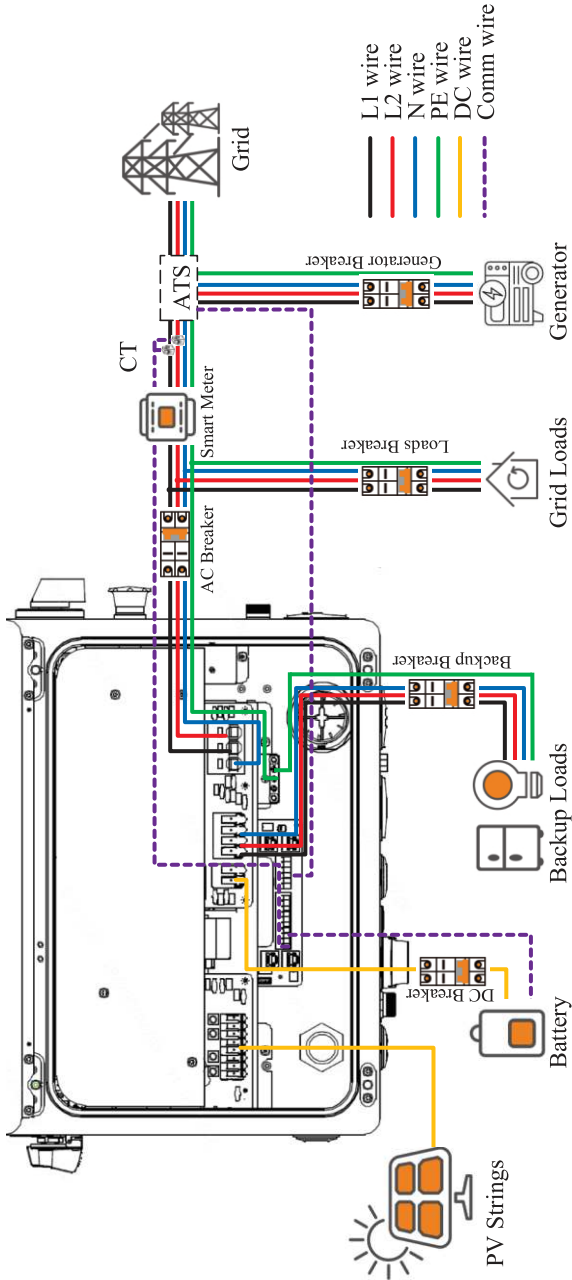 Grid
ATS
CT
Smart Meter
AC Breaker
Generator Breaker
Loads Breaker
Backup Breaker
DC Breaker
L1 wire
L2 wire
N wire
PE wire
DC wire
Comm wire
PV Strings
Battery
Backup Loads
Grid Loads
Generator